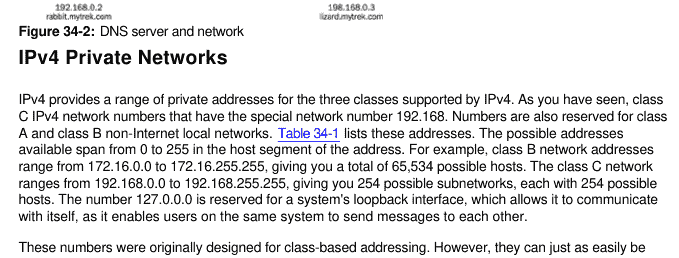 192.168.0.2 198.168.0.3
rabbit.mytrek.com lizard.mytrek.com
Figure 34-2: DNS server and network
IPv4 Private Networks
IPv4 provides a range of private addresses for the three classes supported by IPv4. As you have seen, class
C IPv4 network numbers that have the special network number 192.168. Numbers are also reserved for class
A and class B non-Internet local networks. Table 34-1 lists these addresses. The possible addresses
available span from 0 to 255 in the host segment of the address. For example, class B network addresses
range from 172.16.0.0 to 172.16.255.255, giving you a total of 65,534 possible hosts. The class C network
ranges from 192.168.0.0 to 192.168.255.255, giving you 254 possible subnetworks, each with 254 possible
hosts. The number 127.0.0.0 is reserved for a system's loopback interface, which allows it to communicate
with itself, as it enables users on the same system to send messages to each other.
These numbers were originally designed for class-based addressing. However, they can just as easily be